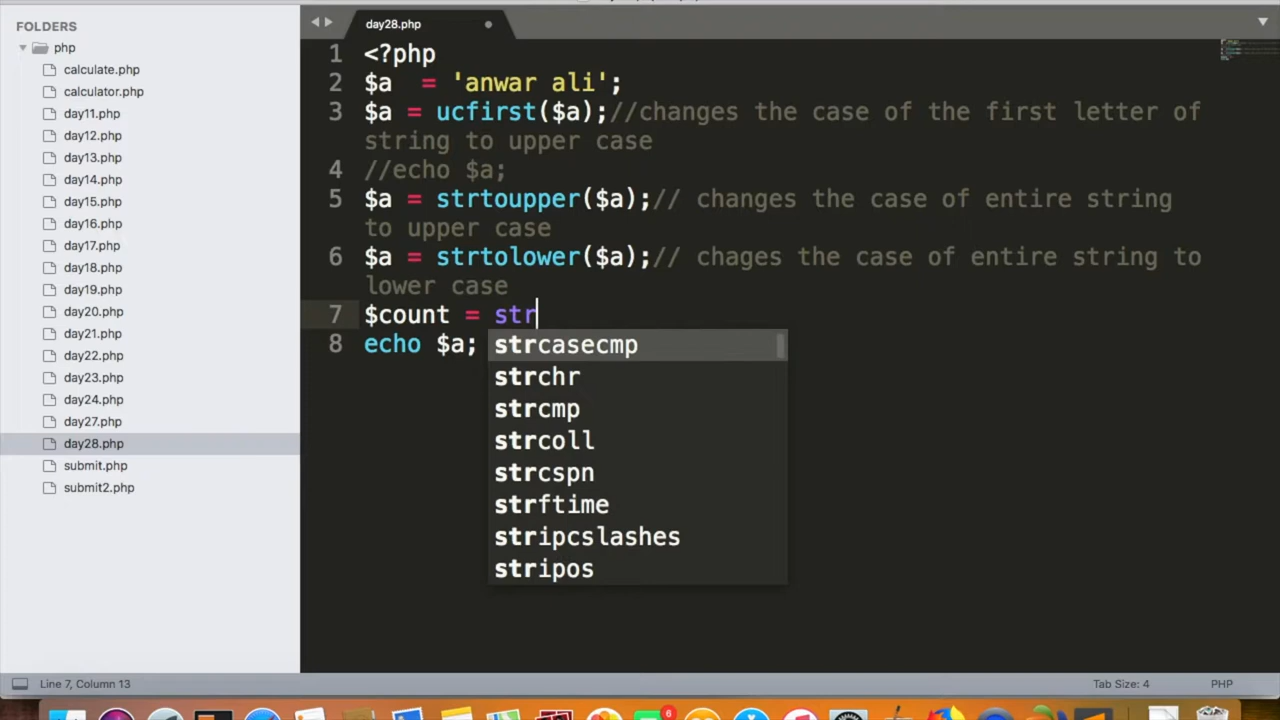 FOLDERS
php
calculate.php
calculator.php
day11.php
day12.php
day13.php
day14.php
day15.php
day16.php
day17.php
day18.php
day19.php
day20.php
day21.php
day22.php
day23.php
day24.php
day27.php
day28.php
submit.php
submit2.php
day28.php
1 <?php
2 $a  = 'anwar ali';
3 $a = ucfirst($a);//changes the case of the first letter of
string to upper case
4 //echo $a;
5 $a = strtoupper($a);// changes the case of entire string
to upper case
6 $a = strtolower($a);// chages the case of entire string to
lower case
7 $count = str
8 echo $a;
strcasecmp
strchr
strcmp
strcoll
strcspn
strftime
stripcslashes
stripos
Line 7, Column 13
Tab Size: 4
PHP
6